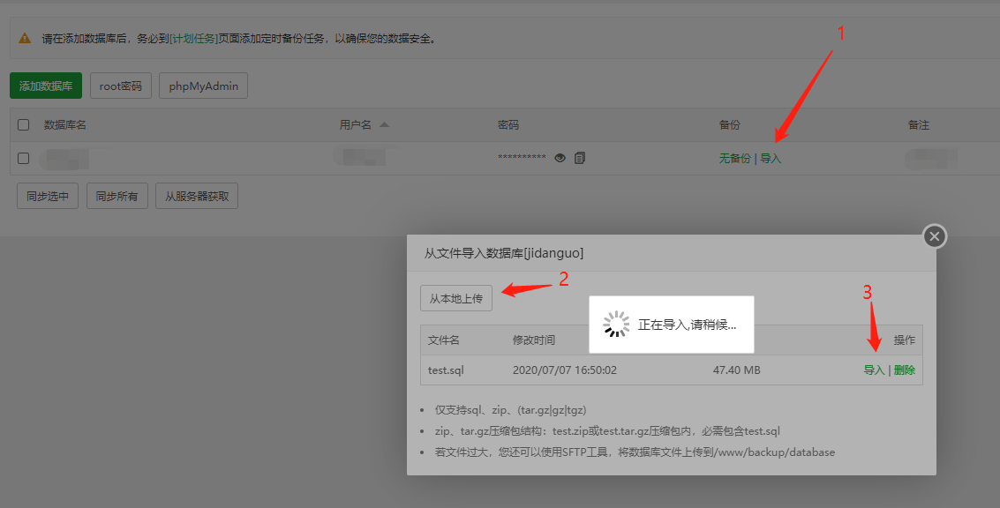 请在添加数据库后，务必到[计划任务]页面添加定时备份任务，以确保您的数据安全。
1
添加数据库 root密码 phpMyAdmin
数据库名 用户名 密码 备份 备注
********** 无备份 | 导入
同步选中 同步所有 从服务器获取
从文件导入数据库[jidanguo]
2
从本地上传
3
正在导入,请稍候...
文件名 修改时间 操作
test.sql 2020/07/07 16:50:02 47.40 MB 导入 | 删除
仅支持sql、zip、(tar.gz|gz|tgz)
zip、tar.gz压缩包结构：test.zip或test.tar.gz压缩包内，必需包含test.sql
若文件过大，您还可以使用SFTP工具，将数据库文件上传到/www/backup/database